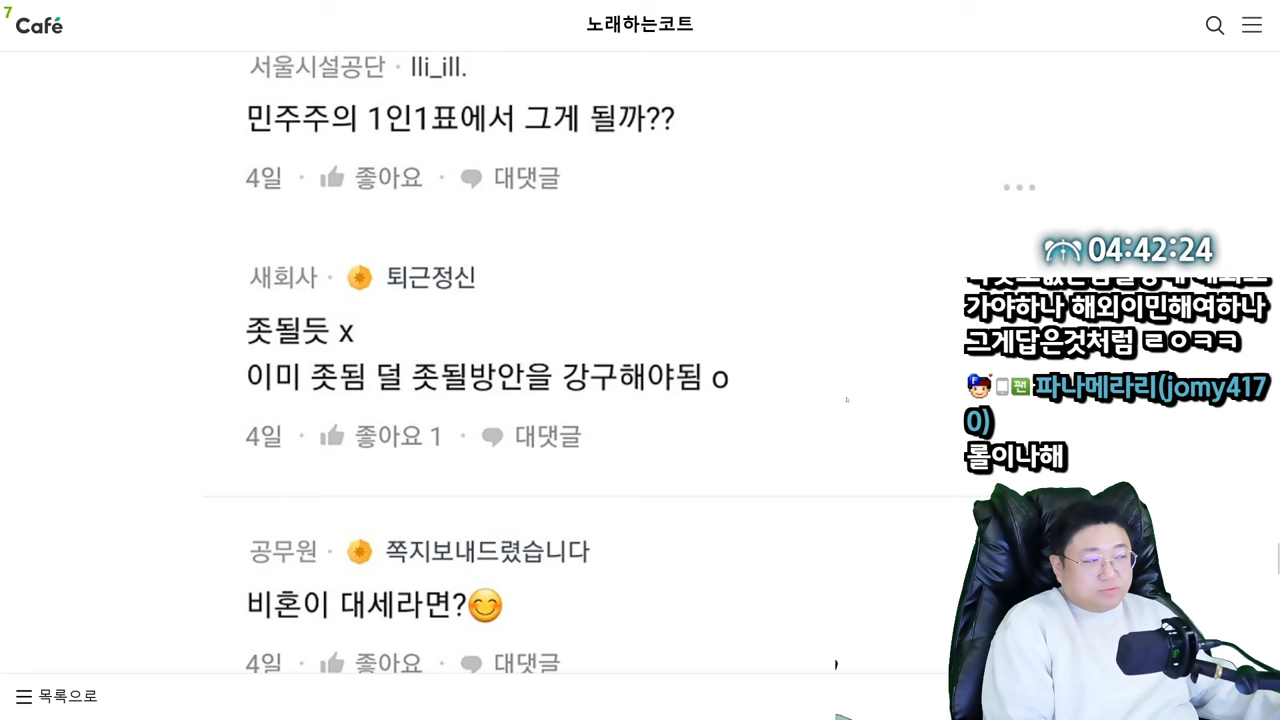 7
Café
노래하는코트
서울시설공단 · lli_ill.
민주주의 1인1표에서 그게 될까??
4일 · 좋아요 · 대댓글
04:42:24
가야하나 해외이민해여하나
그게답은것처럼 ㄹㅇㅋㅋ
새회사 · 퇴근정신
좃될듯 x
이미 좃됨 덜 좃될방안을 강구해야됨 o
4일 · 좋아요 1 · 대댓글
F 짼 파나메라리(jomy417
0)
롤이나해
공무원 · 쪽지보내드렸습니다
비혼이 대세라면?😊
4일 · 좋아요 · 대댓글
목록으로